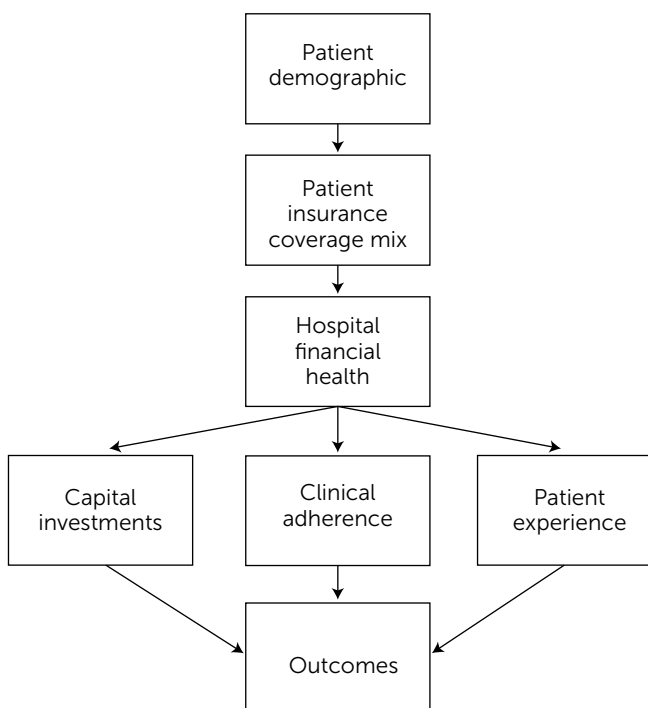 Patient
demographic
Patient
insurance
coverage mix
Hospital
financial
health
Capital
investments
Clinical
adherence
Patient
experience
Outcomes